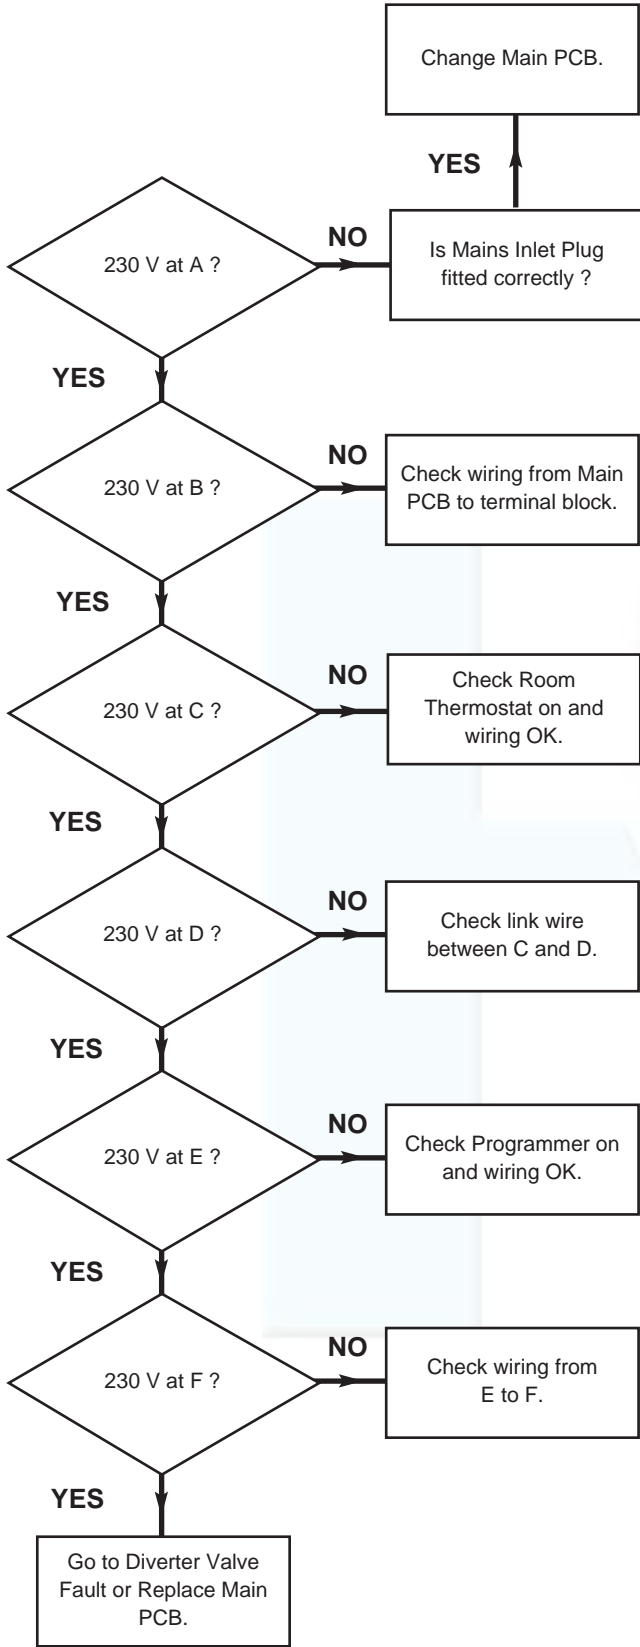 Change Main PCB.
YES
230 V at A ?
NO
Is Mains Inlet Plug
fitted correctly ?
YES
230 V at B ?
NO
Check wiring from Main
PCB to terminal block.
YES
230 V at C ?
NO
Check Room
Thermostat on and
wiring OK.
YES
230 V at D ?
NO
Check link wire
between C and D.
YES
230 V at E ?
NO
Check Programmer on
and wiring OK.
YES
230 V at F ?
NO
Check wiring from
E to F.
YES
Go to Diverter Valve
Fault or Replace Main
PCB.